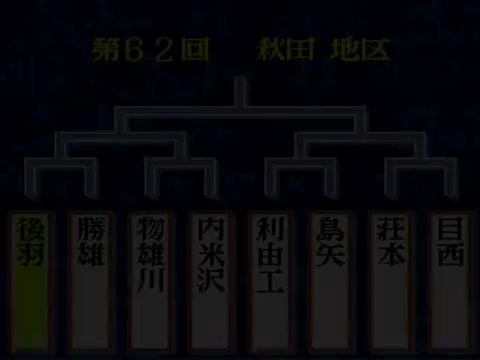 第62回 秋田 地区
後羽
勝雄
物雄川
内米沢
利由工
島矢
荘本
目西